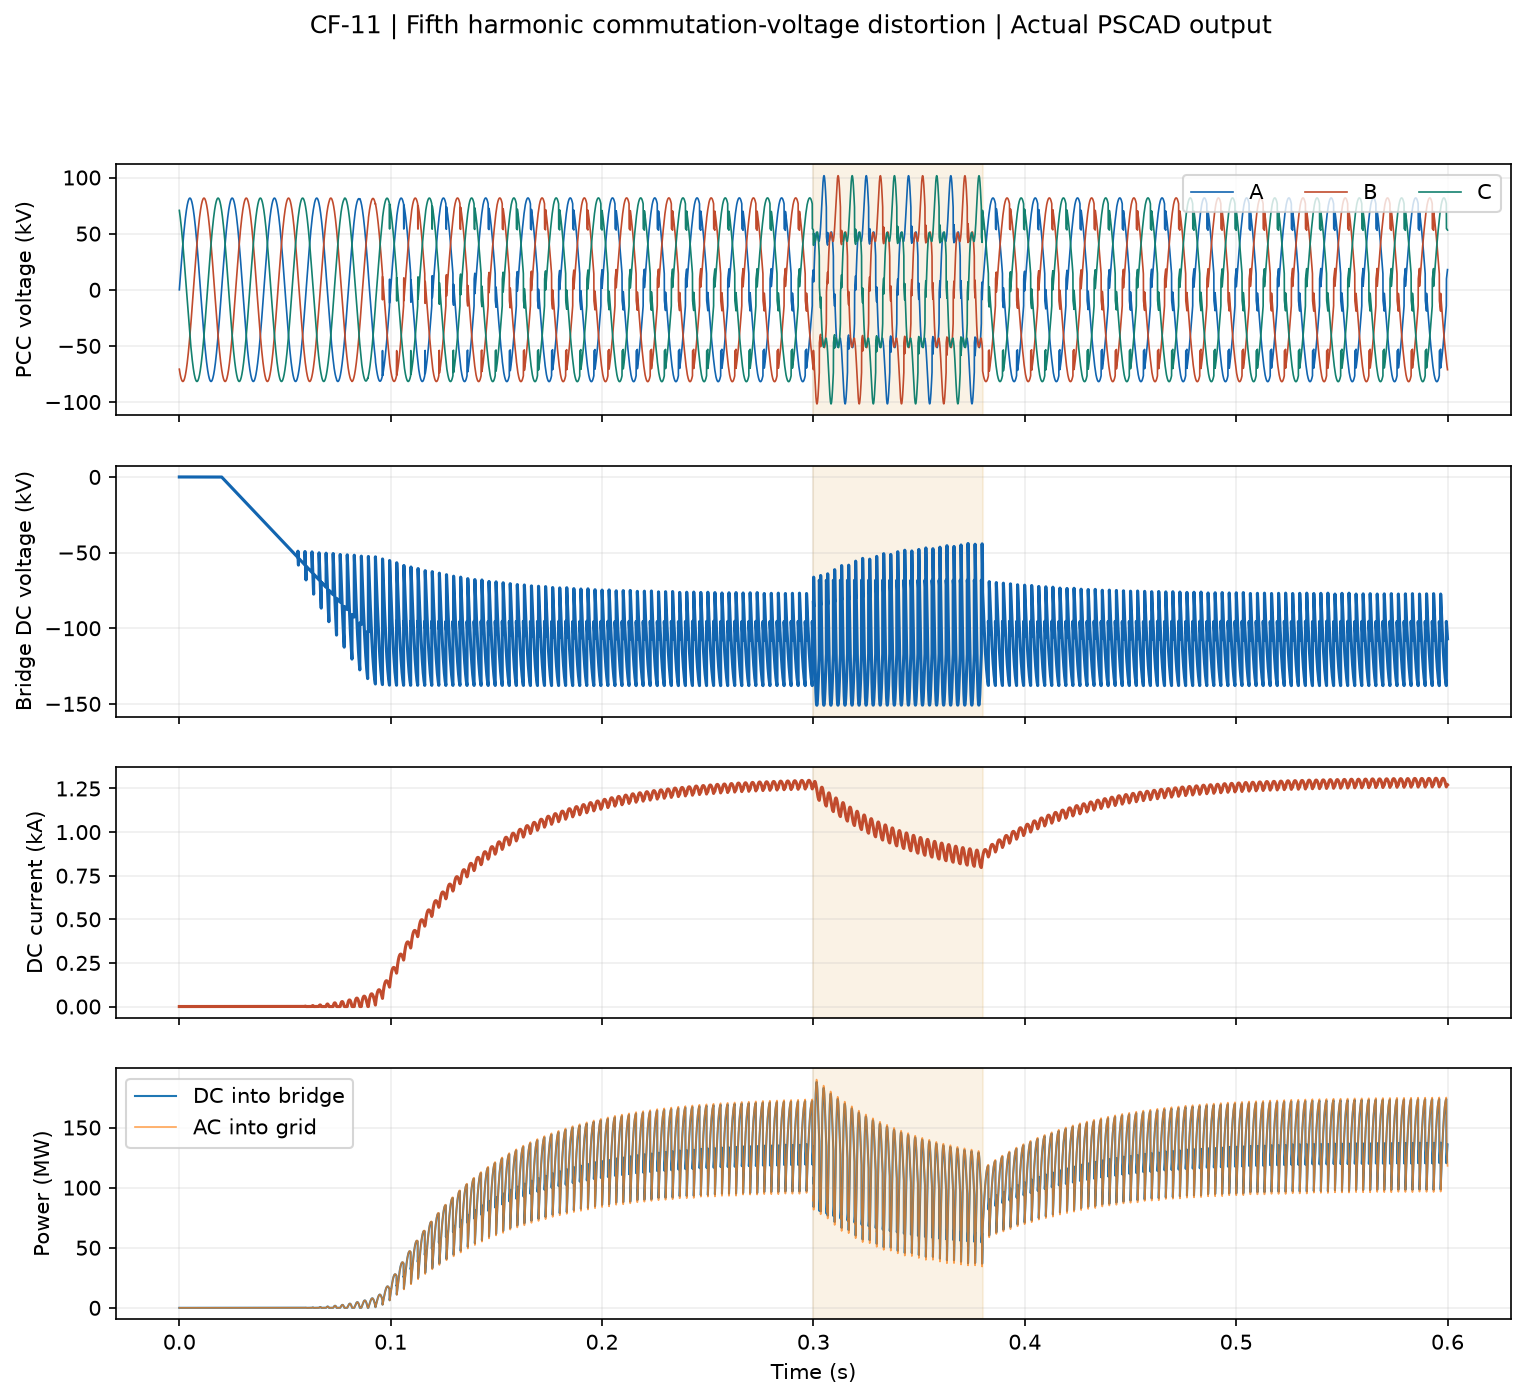 CF-11 | Fifth harmonic commutation-voltage distortion | Actual PSCAD output
PCC voltage (kV)
100
50
0
−50
−100
A B C
Bridge DC voltage (kV)
0
−50
−100
−150
DC current (kA)
1.25
1.00
0.75
0.50
0.25
0.00
Power (MW)
150
100
50
0
DC into bridge
AC into grid
0.0 0.1 0.2 0.3 0.4 0.5 0.6
Time (s)